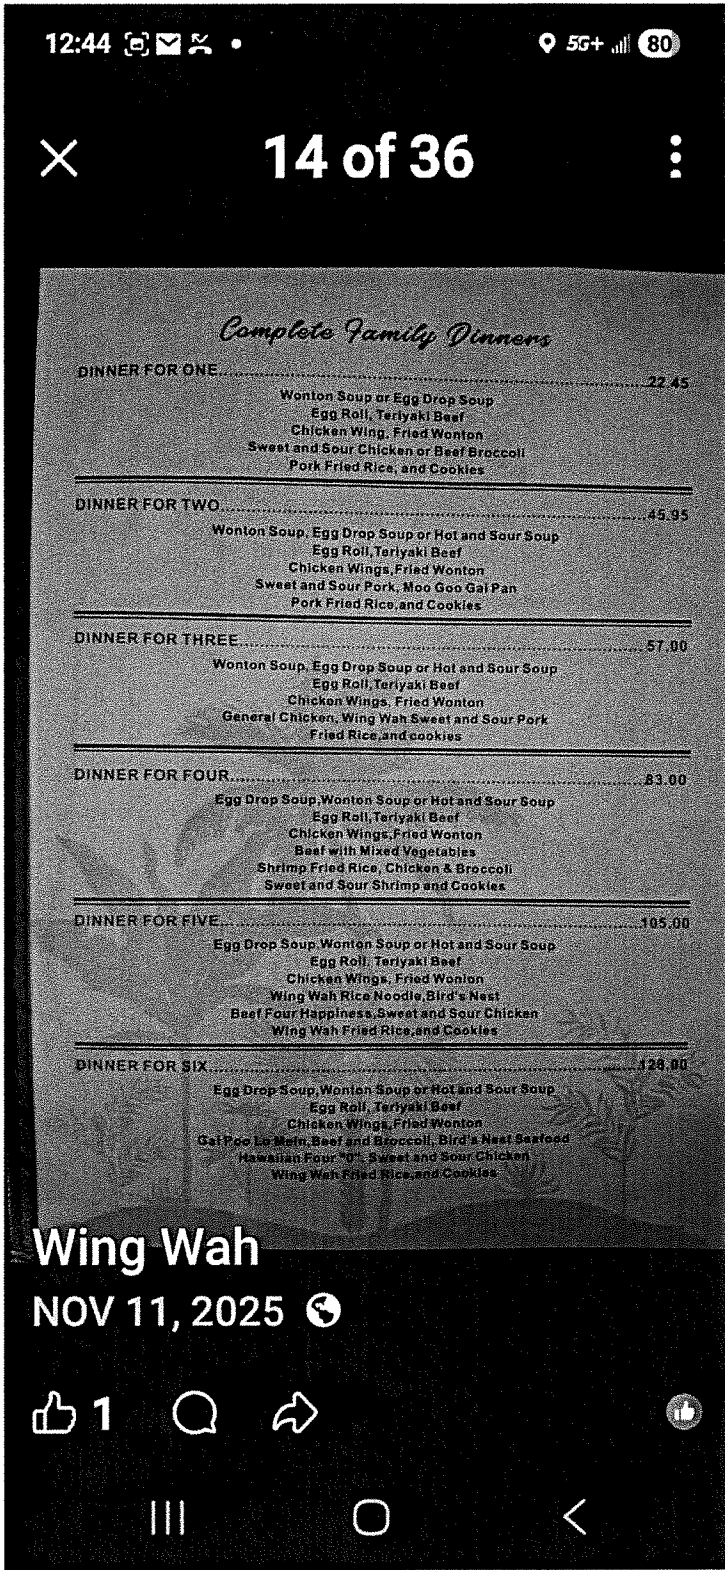 12:44
5G+ 80
14 of 36
Complete Family Dinners
DINNER FOR ONE 22.45
Wonton Soup or Egg Drop Soup
Egg Roll, Teriyaki Beef
Chicken Wing, Fried Wonton
Sweet and Sour Chicken or Beef Broccoli
Pork Fried Rice, and Cookies
DINNER FOR TWO 45.95
Wonton Soup, Egg Drop Soup or Hot and Sour Soup
Egg Roll,Teriyaki Beef
Chicken Wings,Fried Wonton
Sweet and Sour Pork, Moo Goo Gai Pan
Pork Fried Rice,and Cookies
DINNER FOR THREE 57.00
Wonton Soup, Egg Drop Soup or Hot and Sour Soup
Egg Roll,Teriyaki Beef
Chicken Wings, Fried Wonton
General Chicken, Wing Wah Sweet and Sour Pork
Fried Rice,and cookies
DINNER FOR FOUR 83.00
Egg Drop Soup,Wonton Soup or Hot and Sour Soup
Egg Roll,Teriyaki Beef
Chicken Wings,Fried Wonton
Beef with Mixed Vegetables
Shrimp Fried Rice, Chicken & Broccoli
Sweet and Sour Shrimp and Cookies
DINNER FOR FIVE 105.00
Egg Drop Soup,Wonton Soup or Hot and Sour Soup
Egg Roll, Teriyaki Beef
Chicken Wings, Fried Wonton
Wing Wah Rice Noodle,Bird's Nest
Beef Four Happiness,Sweet and Sour Chicken
Wing Wah Fried Rice,and Cookies
DINNER FOR SIX
Egg Drop Soup,Wonton Soup or Hot and Sour Soup
Egg Roll, Teriyaki Beef
Chicken Wings,Fried Wonton
Gai Poo Lo Mein,Beef and Broccoli, Bird's Nest Seafood
Hawaiian Four "0", Sweet and Sour Chicken
Wing Wah Fried Rice,and Cookies
Wing Wah
NOV 11, 2025
1